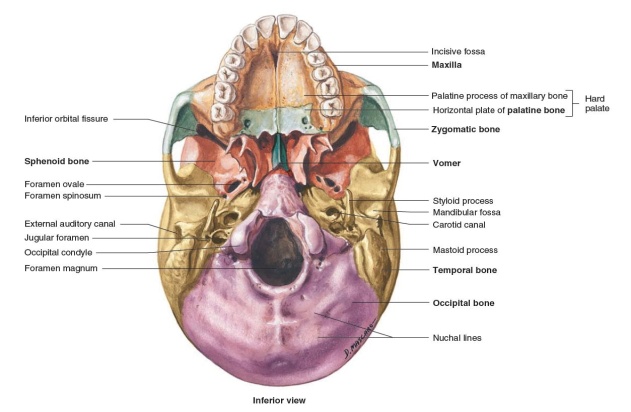 Incisive fossa
Maxilla
Palatine process of maxillary bone
Horizontal plate of palatine bone
Hard
palate
Zygomatic bone
Vomer
Styloid process
Mandibular fossa
Carotid canal
Mastoid process
Temporal bone
Occipital bone
Nuchal lines
Inferior orbital fissure
Sphenoid bone
Foramen ovale
Foramen spinosum
External auditory canal
Jugular foramen
Occipital condyle
Foramen magnum
Inferior view